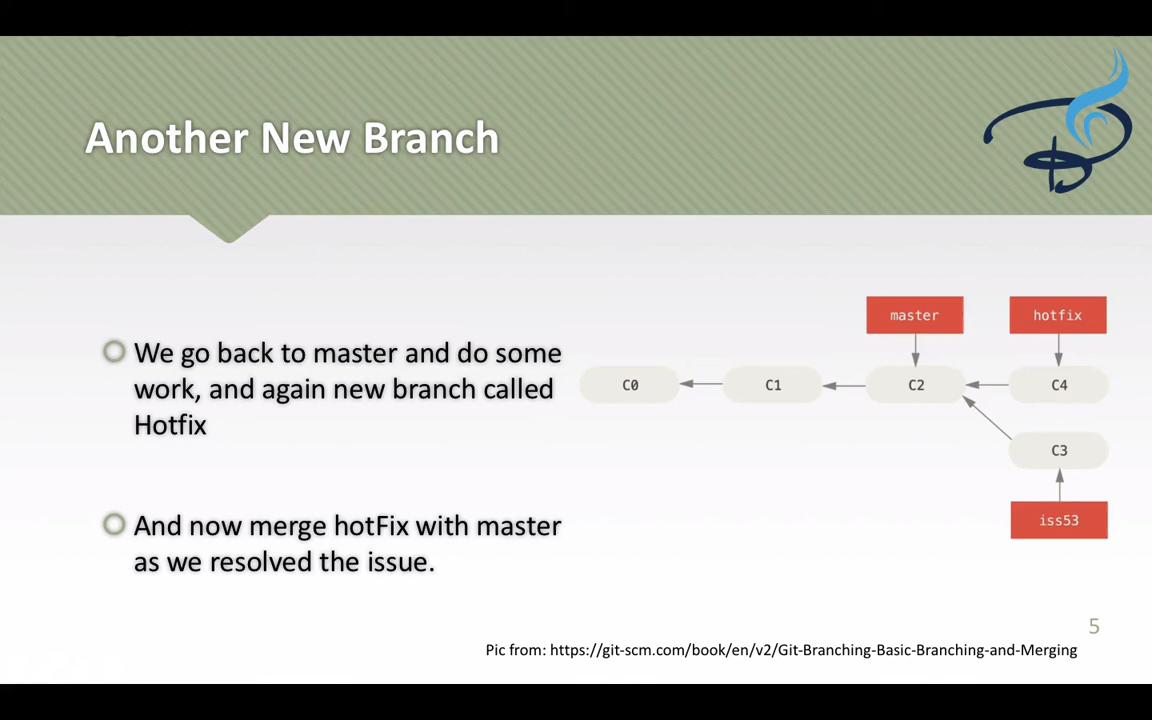 Another New Branch
We go back to master and do some
work, and again new branch called
Hotfix
And now merge hotFix with master
as we resolved the issue.
master
hotfix
C0
C1
C2
C4
C3
iss53
5
Pic from: https://git-scm.com/book/en/v2/Git-Branching-Basic-Branching-and-Merging